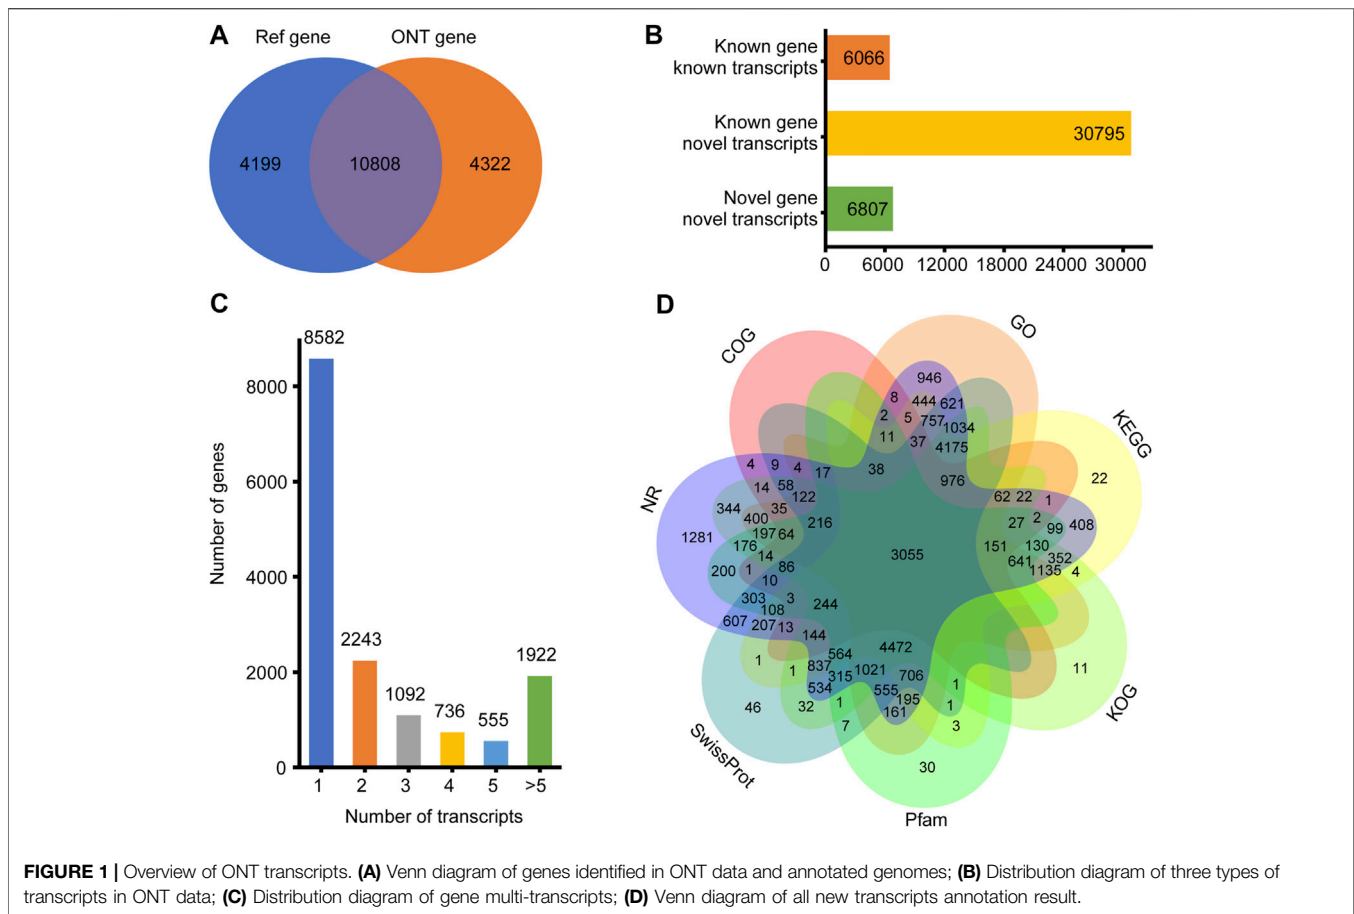 A
Ref gene
ONT gene
4199
10808
4322
B
Known gene
known transcripts
6066
Known gene
novel transcripts
30795
Novel gene
novel transcripts
6807
0 6000 12000 18000 24000 30000
C
Number of genes
8000
6000
4000
2000
0
8582
2243
1092
736
555
1922
1 2 3 4 5 >5
Number of transcripts
D
COG
GO
KEGG
KOG
Pfam
SwissProt
NR
946
8 444 621
2 5 757 1034
11 37 4175
38 976
4 9 4 17
14 58 122
344 35
400 216
1281 197 64
176 14
200 1 86
10
303 3
108 244
607 207 13
144
62 22 1 22
27 2 99 408
151 130
641 352
1135 4
3055
1 1
46 32
564 4472
837 315 1021 706
534 555 195
1 161
7
1
1
3
30
11
FIGURE 1 | Overview of ONT transcripts. (A) Venn diagram of genes identified in ONT data and annotated genomes; (B) Distribution diagram of three types of
transcripts in ONT data; (C) Distribution diagram of gene multi-transcripts; (D) Venn diagram of all new transcripts annotation result.